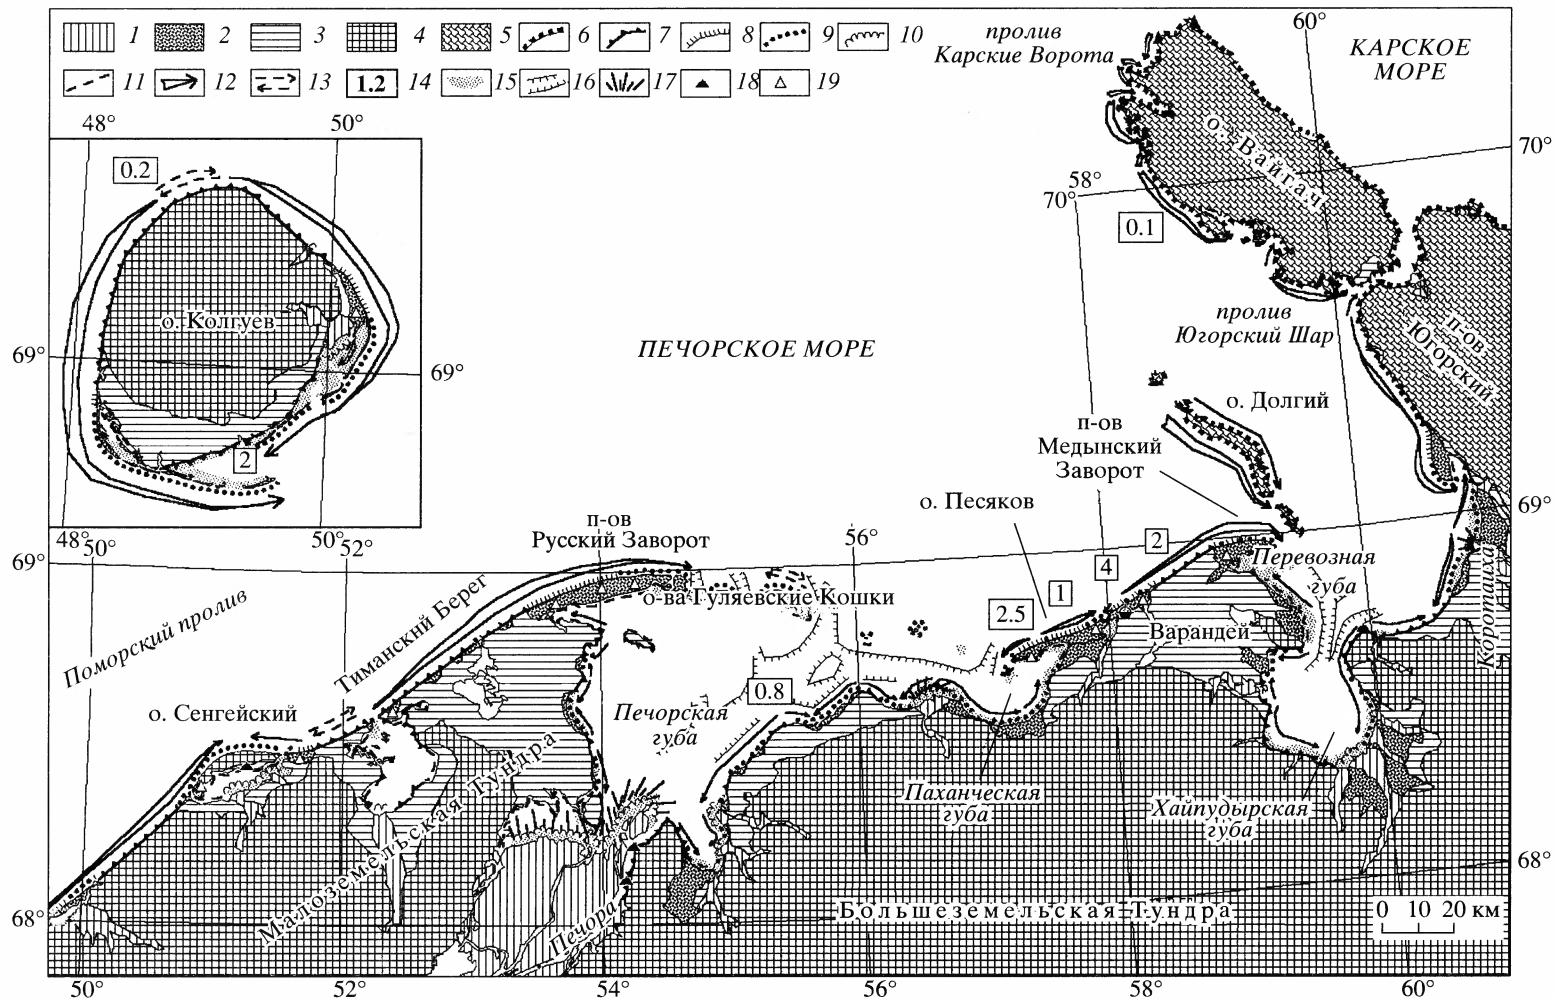 1 2 3 4 5 6 7 8 9 10
11 12 13 1.2 14 15 16 17 18 19
пролив
Карские Ворота
60°
КАРСКОЕ
МОРЕ
48° 50°
0.2
о. Вайгач
70°
58°
70°
0.1
о. Колгуев
69°
69°
2
48° 50°
ПЕЧОРСКОЕ МОРЕ
пролив
Югорский Шар
п-ов
Югорский
о. Долгий
п-ов
Медынский
Заворот
о. Песяков
69°
50° 52°
п-ов
Русский Заворот
56°
69°
2
4
1
2.5
Перевозная
губа
о-ва Гуляевские Кошки
Поморский пролив
Тиманский Берег
Варандей
Коротаиха
о. Сенгейский
0.8
Печорская
губа
Паханческая
губа
Хайпудырская
губа
Малоземельская Тундра
68°
68°
Печора
Большеземельская Тундра
0 10 20 км
50° 52° 54° 56° 58° 60°